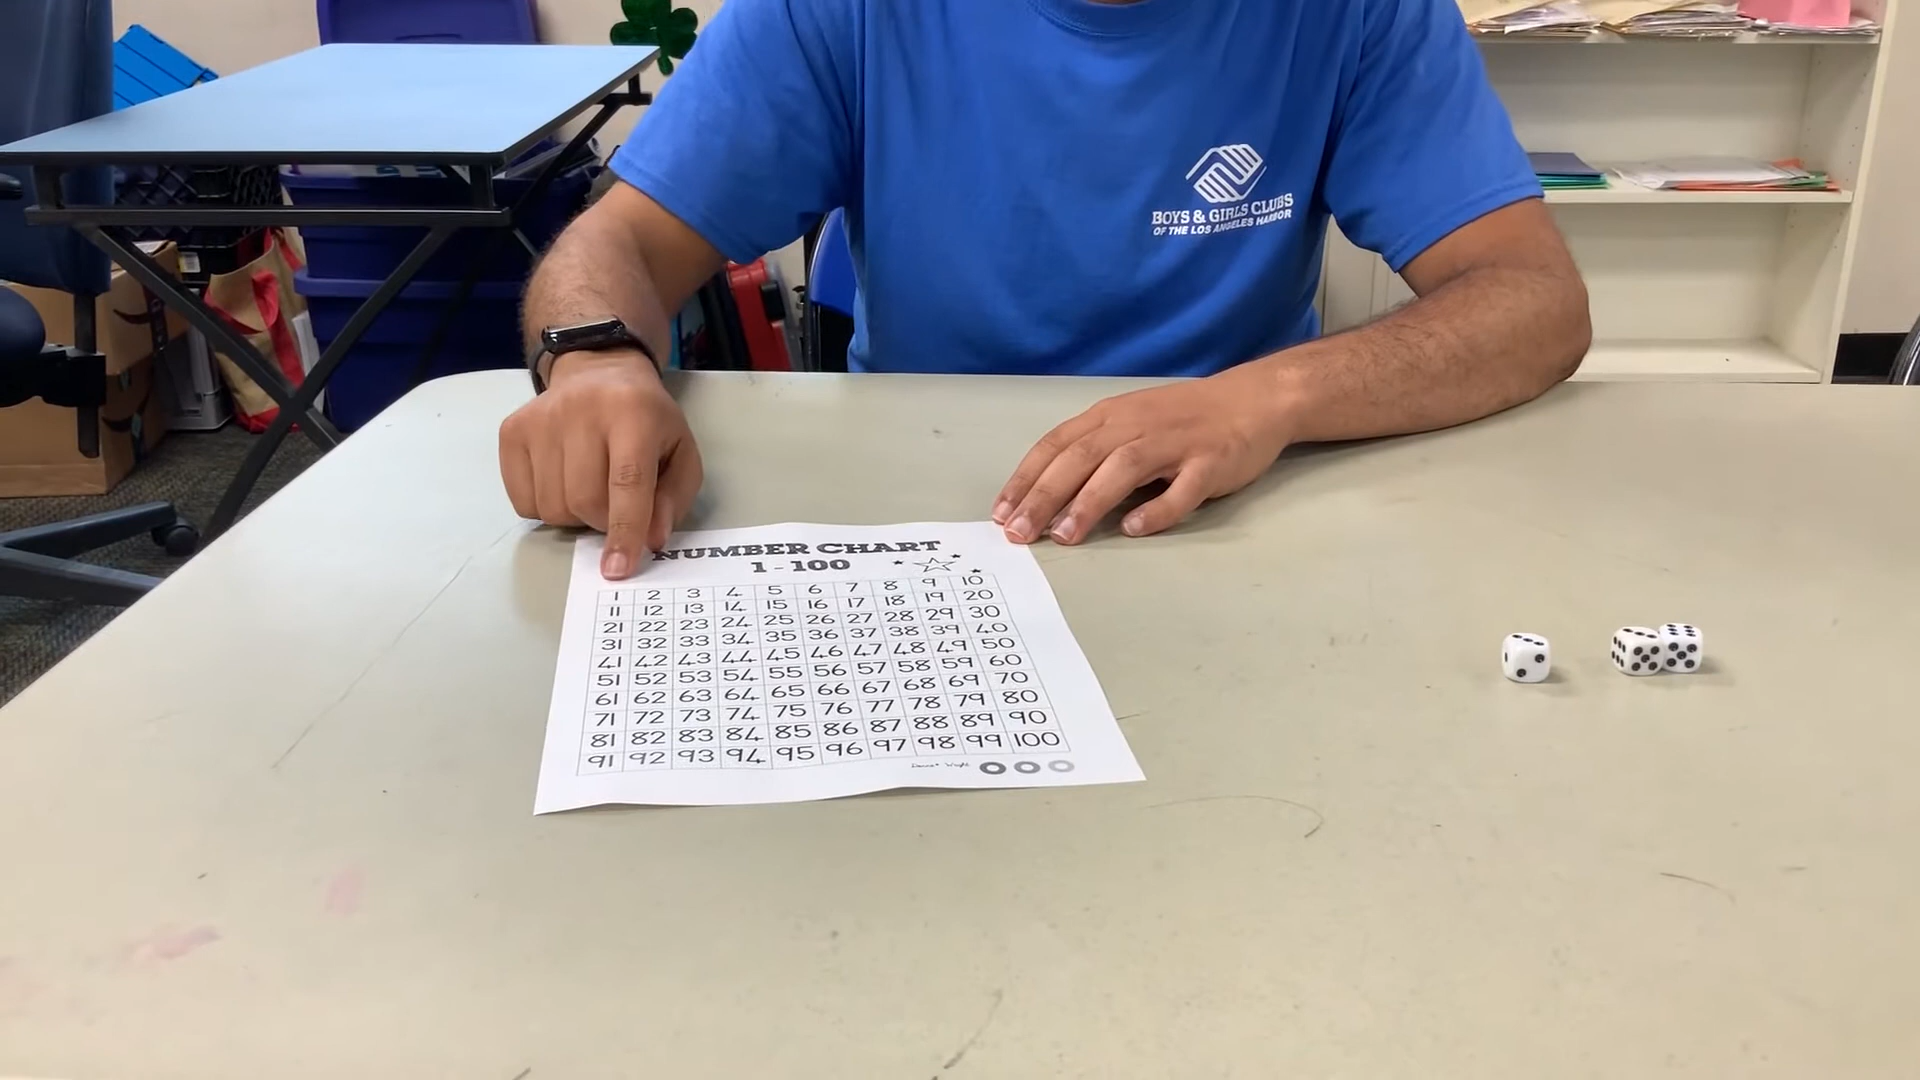 BOYS & GIRLS CLUBS
OF THE LOS ANGELES HARBOR
NUMBER CHART
1 - 100
1 2 3 4 5 6 7 8 9 10
11 12 13 14 15 16 17 18 19 20
21 22 23 24 25 26 27 28 29 30
31 32 33 34 35 36 37 38 39 40
41 42 43 44 45 46 47 48 49 50
51 52 53 54 55 56 57 58 59 60
61 62 63 64 65 66 67 68 69 70
71 72 73 74 75 76 77 78 79 80
81 82 83 84 85 86 87 88 89 90
91 92 93 94 95 96 97 98 99 100